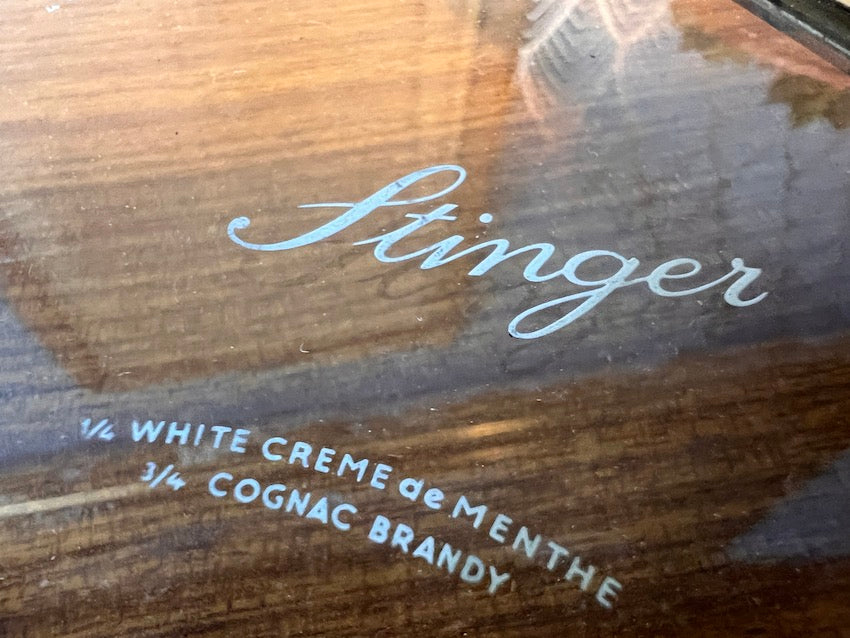 Stinger
1/4 WHITE CREME de MENTHE
3/4 COGNAC BRANDY